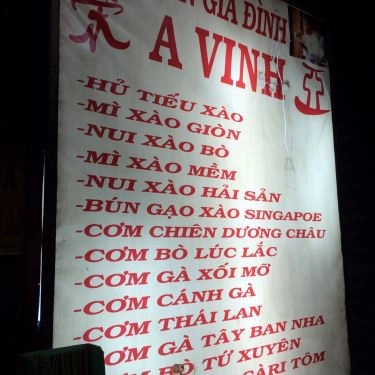 GIA ĐÌNH
A VINH
-HỦ TIẾU XÀO
-MÌ XÀO GIÒN
-NUI XÀO BÒ
-MÌ XÀO MỀM
-NUI XÀO HẢI SẢN
-BÚN GẠO XÀO SINGAPOE
-CƠM CHIÊN DƯƠNG CHÂU
-CƠM BÒ LÚC LẮC
-CƠM GÀ XỐI MỠ
-CƠM CÁNH GÀ
-CƠM THÁI LAN
CƠM GÀ TÂY BAN NHA
BÒ TỨ XUYÊN
CÀRI TÔM